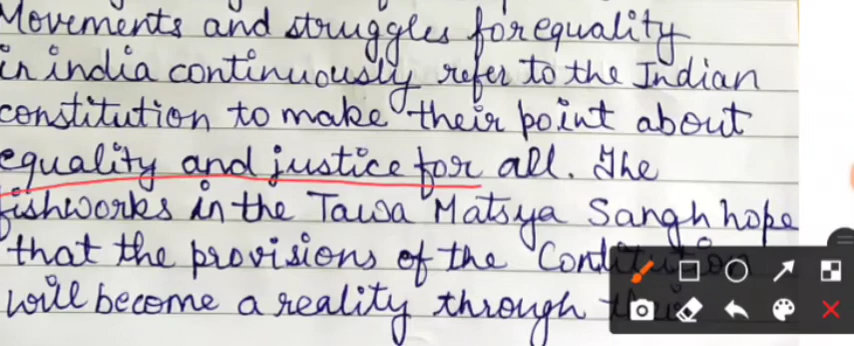 Movements and struggles for equality
in india continuously refer to the Indian
constitution to make their point about
equality and justice for all. The
fishworks in the Tawa Matsya Sangh hope
that the provisions of the
will become a reality through